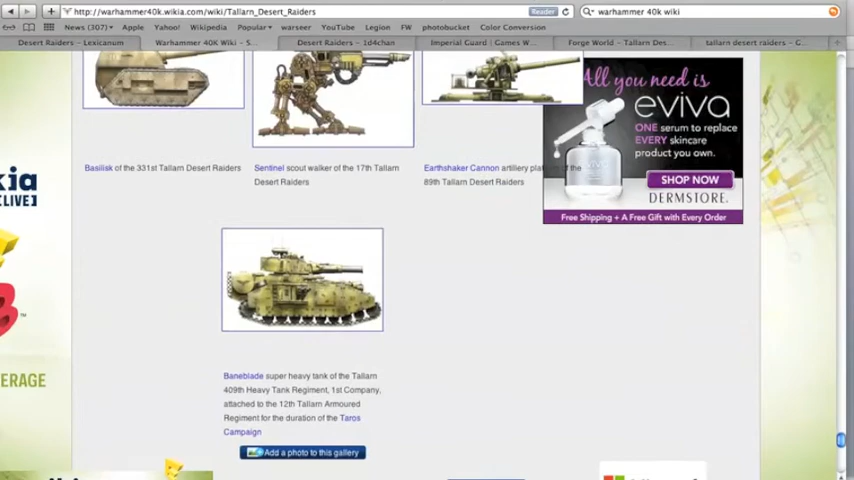 http://warhammer40k.wikia.com/wiki/Tallarn_Desert_Raiders
Reader
warhammer 40k wiki
News (307) Apple Yahoo! Wikipedia Popular warseer YouTube Legion FW photobucket Computer SSN
Desert Raiders – Lexicanum
Warhammer 40K Wiki – S...
Desert Raiders – 1d4chan
Imperial Guard | Games W...
Forge World – Tallarn Des...
tallarn desert raiders – G...
All you need is
eviva
ONE serum to replace
EVERY skincare
product you own.
SHOP NOW
DERMSTORE.
Free Shipping + A Free Gift with Every Order
kia
LIVE]
Basilisk of the 331st Tallarn Desert Raiders
Sentinel scout walker of the 17th Tallarn
Desert Raiders
Earthshaker Cannon artillery of the
89th Tallarn Desert Raiders
ERAGE
Baneblade super heavy tank of the Tallarn
409th Heavy Tank Regiment, 1st Company,
attached to the 12th Tallarn Armoured
Regiment for the duration of the Taros
Campaign
Add a photo to this gallery